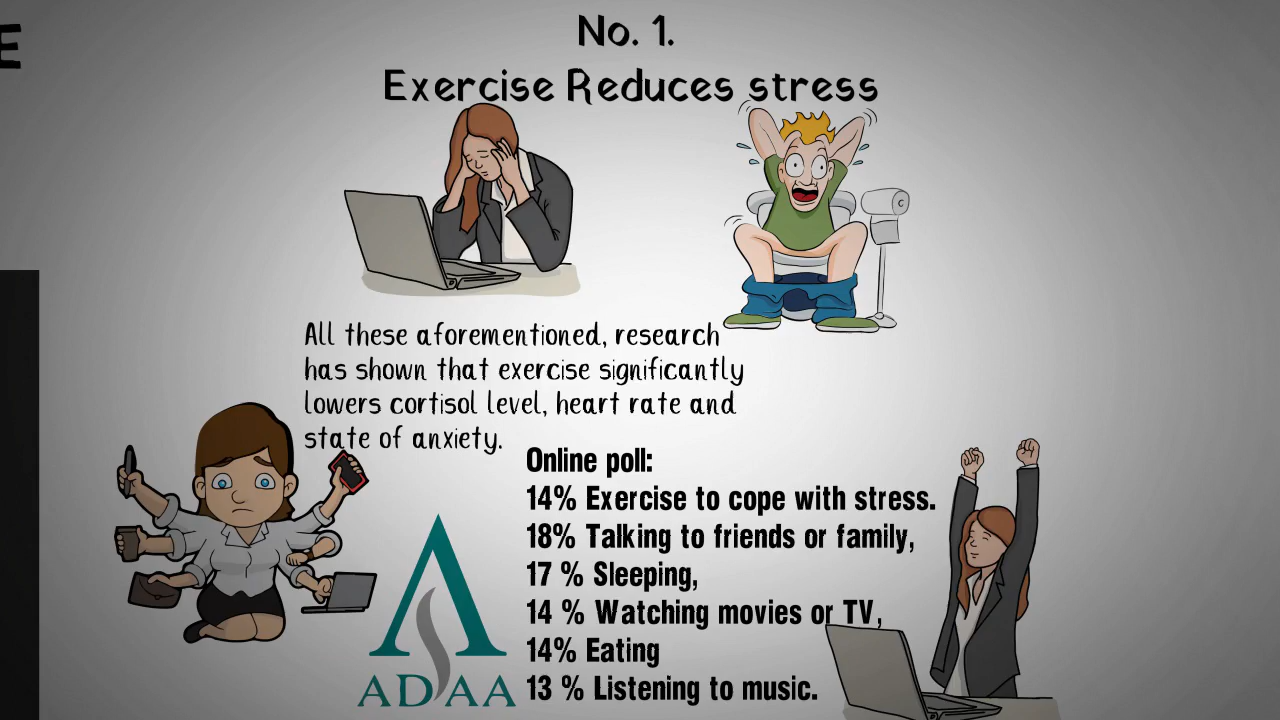 E
No. 1.
Exercise Reduces stress
All these aforementioned, research
has shown that exercise significantly
lowers cortisol level, heart rate and
state of anxiety.
Online poll:
14% Exercise to cope with stress.
18% Talking to friends or family,
17 % Sleeping,
14 % Watching movies or TV,
14% Eating
13 % Listening to music.
ADAA